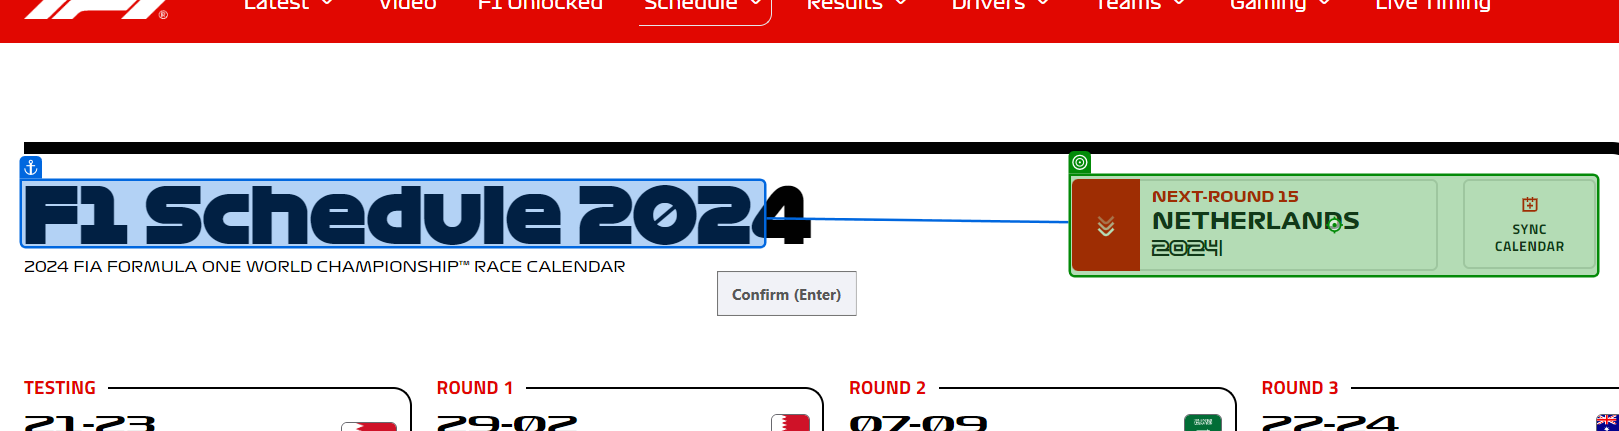 Latest Video F1 Unlocked Schedule Results Drivers Teams Gaming Live Timing
F1 Schedule 2024
2024 FIA FORMULA ONE WORLD CHAMPIONSHIP™ RACE CALENDAR
NEXT-ROUND 15
NETHERLANDS
2024
SYNC
CALENDAR
Confirm (Enter)
TESTING
21-23
ROUND 1
29-02
ROUND 2
07-09
ROUND 3
22-24